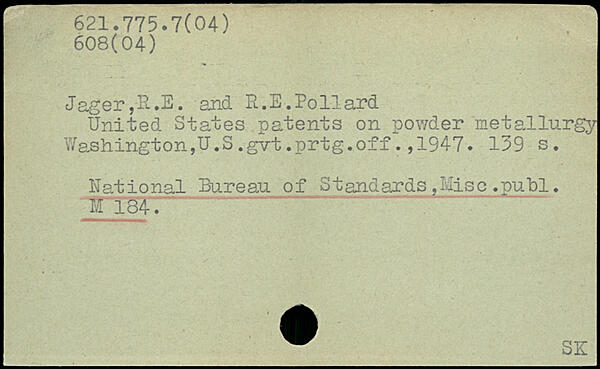 621.775.7(04)
608(04)
Jager,R.E. and R.E.Pollard
United States patents on powder metallurgy
Washington,U.S.gvt.prtg.off.,1947. 139 s.
National Bureau of Standards,Misc.publ.
M 184.
SK